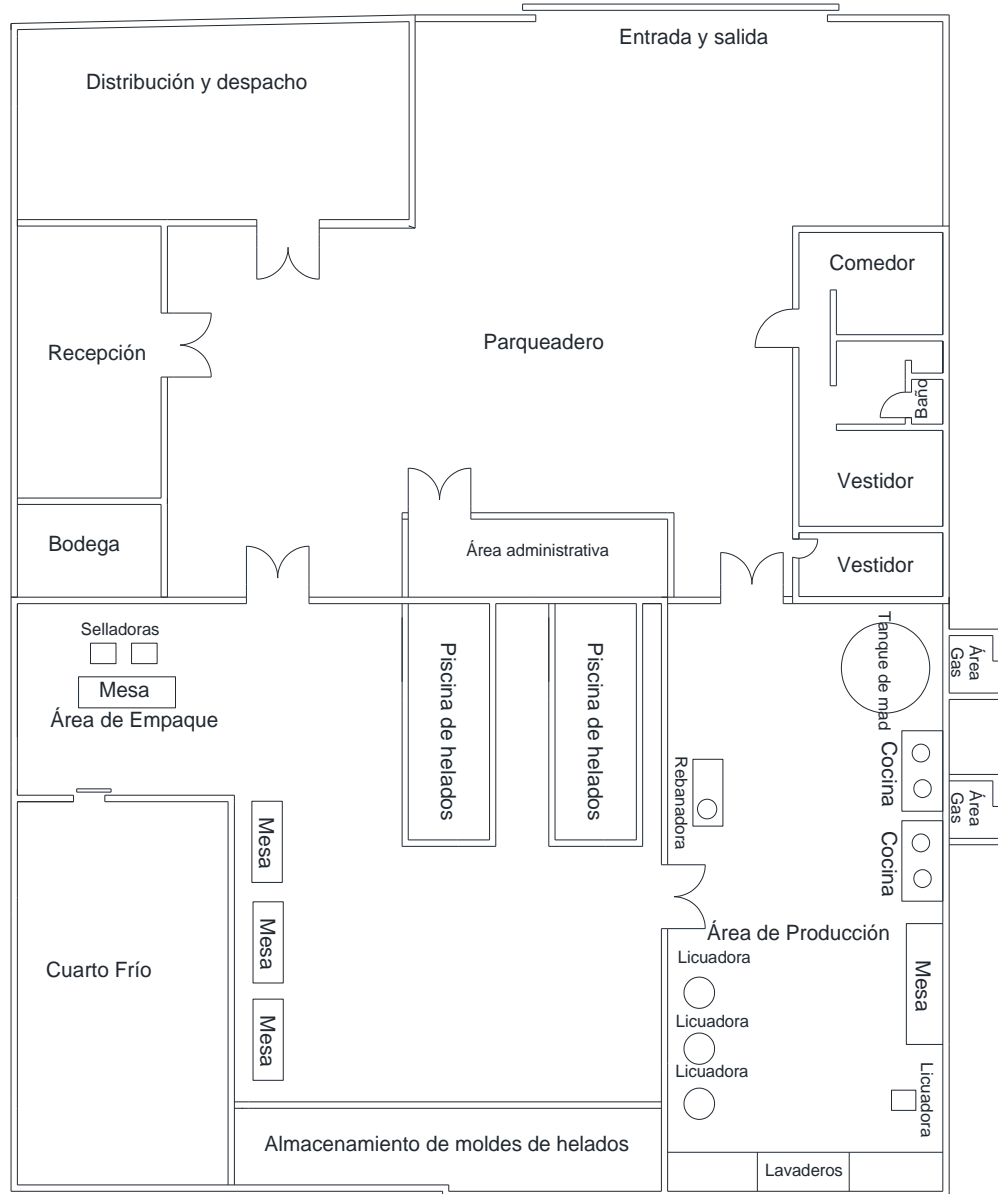 Entrada y salida
Distribución y despacho
Comedor
Parqueadero
Recepción
Baño
Vestidor
Bodega
Área administrativa
Vestidor
Selladoras
Mesa
Área de Empaque
Piscina de helados
Piscina de helados
Tanque de mad
Área
Gas
Cocina
Rebanadora
Área
Gas
Cocina
Mesa
Mesa
Mesa
Cuarto Frío
Área de Producción
Licuadora
Mesa
Licuadora
Licuadora
Licuadora
Almacenamiento de moldes de helados
Lavaderos